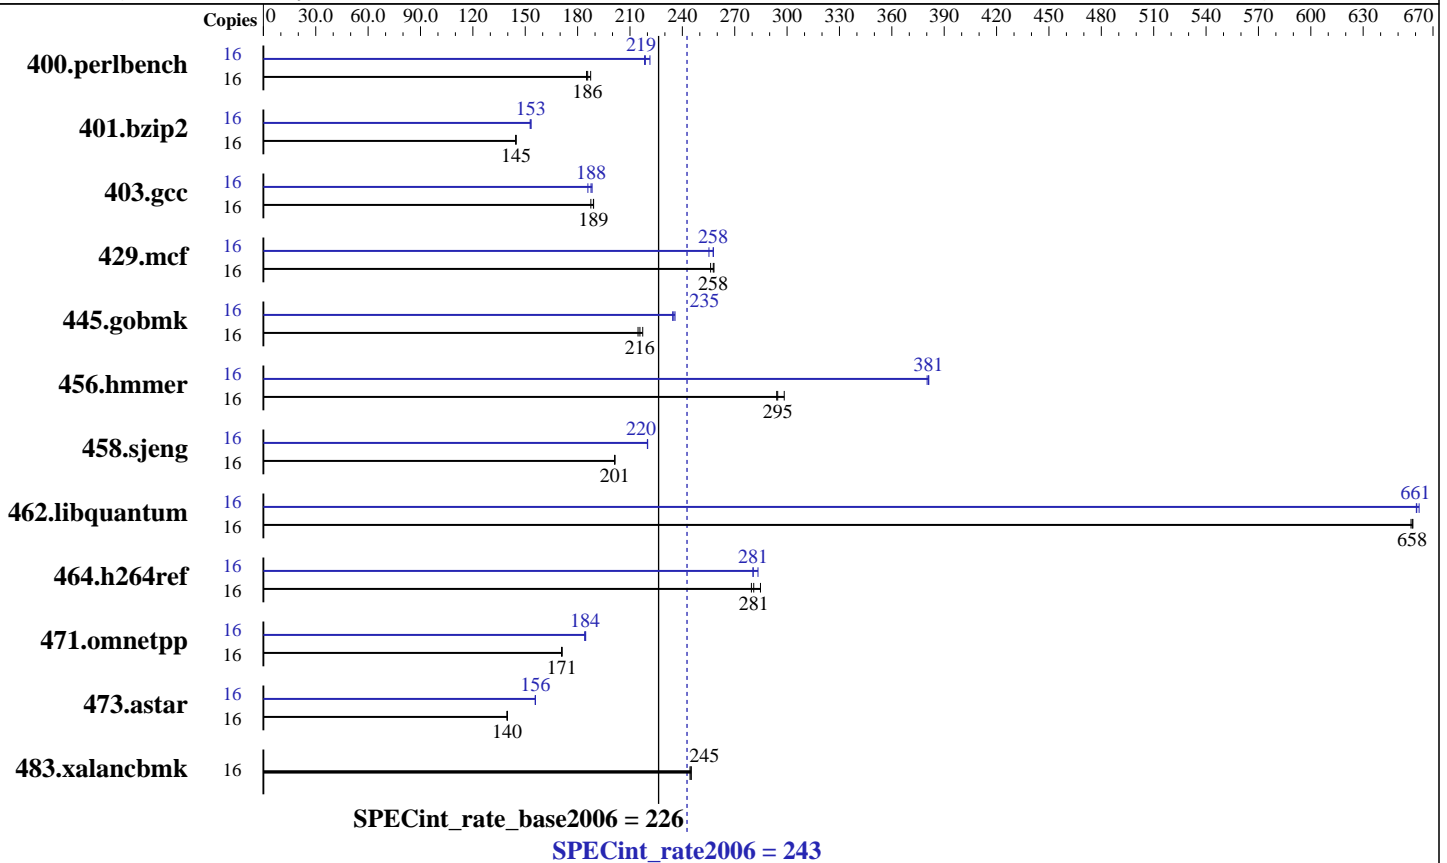 Copies 0 30.0 60.0 90.0 120 150 180 210 240 270 300 330 360 390 420 450 480 510 540 570 600 630 670
400.perlbench 16 219
16 186
401.bzip2 16 153
16 145
403.gcc 16 188
16 189
429.mcf 16 258
16 258
445.gobmk 16 235
16 216
456.hmmer 16 381
16 295
458.sjeng 16 220
16 201
462.libquantum 16 661
16 658
464.h264ref 16 281
16 281
471.omnetpp 16 184
16 171
473.astar 16 156
16 140
483.xalancbmk 16 245
SPECint_rate_base2006 = 226
SPECint_rate2006 = 243